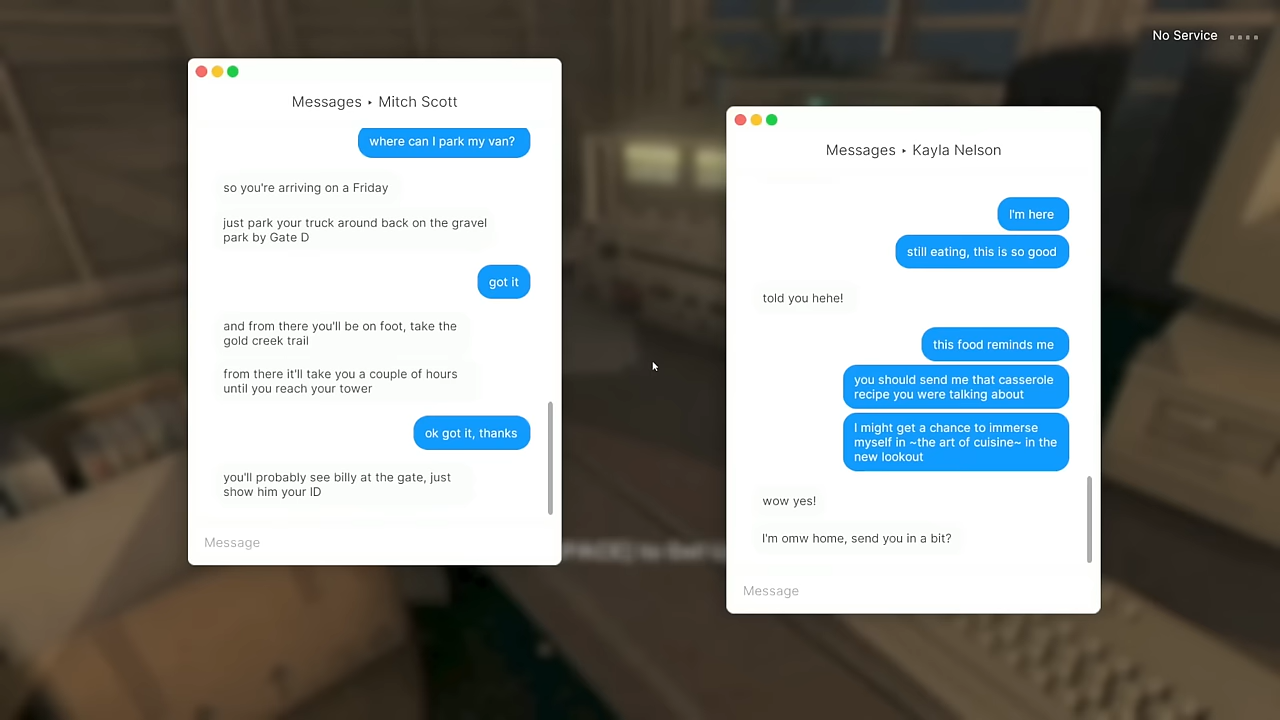 No Service
Messages ‣ Mitch Scott
where can I park my van?
so you're arriving on a Friday
just park your truck around back on the gravel
park by Gate D
got it
and from there you'll be on foot, take the
gold creek trail
from there it'll take you a couple of hours
until you reach your tower
ok got it, thanks
you'll probably see billy at the gate, just
show him your ID
Message
Messages ‣ Kayla Nelson
I'm here
still eating, this is so good
told you hehe!
this food reminds me
you should send me that casserole
recipe you were talking about
I might get a chance to immerse
myself in ~the art of cuisine~ in the
new lookout
wow yes!
I'm omw home, send you in a bit?
Message